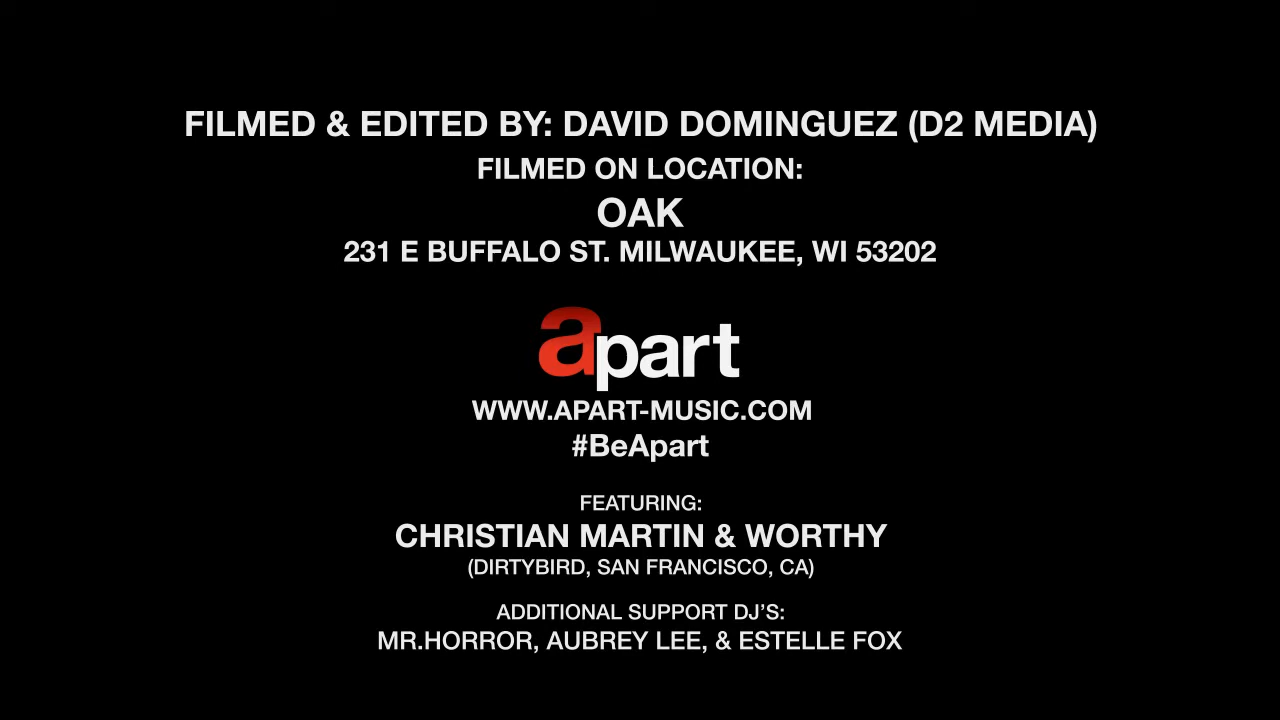 FILMED & EDITED BY: DAVID DOMINGUEZ (D2 MEDIA)
FILMED ON LOCATION:
OAK
231 E BUFFALO ST. MILWAUKEE, WI 53202
apart
WWW.APART-MUSIC.COM
#BeApart
FEATURING:
CHRISTIAN MARTIN & WORTHY
(DIRTYBIRD, SAN FRANCISCO, CA)
ADDITIONAL SUPPORT DJ'S:
MR.HORROR, AUBREY LEE, & ESTELLE FOX